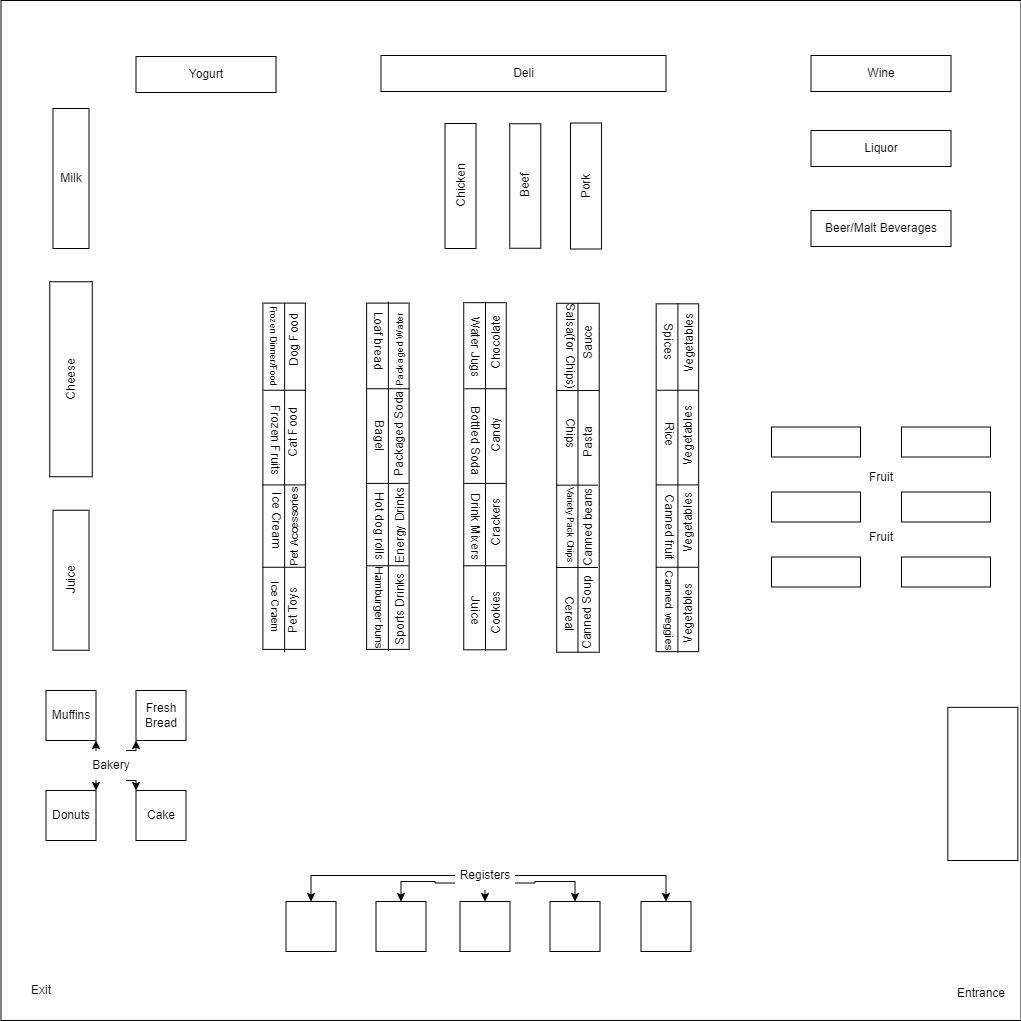 Yogurt
Deli
Wine
Milk
Chicken
Beef
Pork
Liquor
Beer/Malt Beverages
Cheese
Frozen Dinner/Food
Dog Food
Loaf bread
Packaged Water
Water Jugs
Chocolate
Salsa(for Chips)
Sauce
Spices
Vegetables
Frozen Fruits
Cat Food
Bagel
Packaged Soda
Bottled Soda
Candy
Chips
Pasta
Rice
Vegetables
Fruit
Ice Cream
Pet Accessories
Hot dog rolls
Energy Drinks
Drink Mixers
Crackers
Variety Pack Chips
Canned beans
Canned fruit
Vegetables
Fruit
Juice
Ice Craem
Pet Toys
Hamburger buns
Sports Drinks
Juice
Cookies
Cereal
Canned Soup
Canned veggies
Vegetables
Muffins
Fresh
Bread
Bakery
Donuts
Cake
Registers
Exit
Entrance